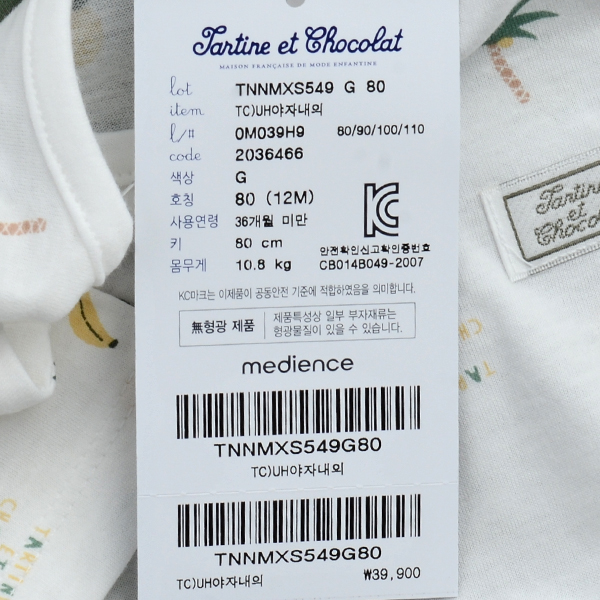 Tartine et Chocolat
MAISON FRANÇAISE DE MODE ENFANTINE
lot TNNMXS549 G 80
item TC)UH야자내의
l/# 0M039H9 80/90/100/110
code 2036466
색상 G
호칭 80 (12M)
사용연령 36개월 미만
키 80 cm
몸무게 10.8 kg
안전확인신고확인증번호
CB014B049-2007
KC마크는 이제품이 공통안전 기준에 적합하였음을 의미합니다.
無형광 제품
제품특성상 일부 부자재류는
형광물질이 있을 수 있습니다.
medience
TNNMXS549G80
TC)UH야자내의
TNNMXS549G80
TC)UH야자내의 ₩39,900
Tartine
et
Chocola
TARTIN